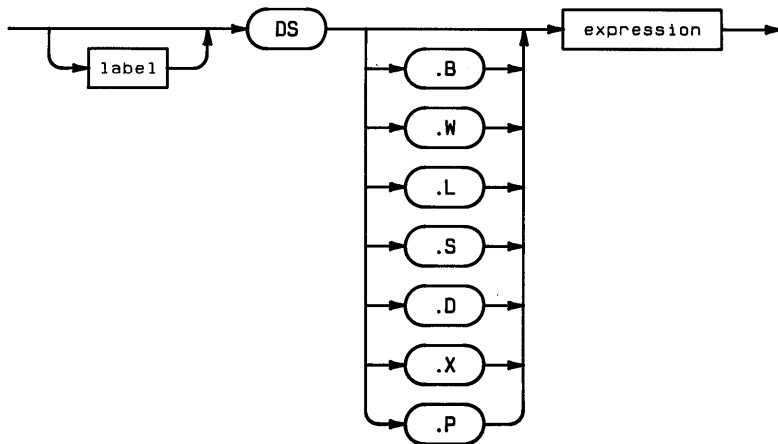 DS expression
label
.B
.W
.L
.S
.D
.X
.P